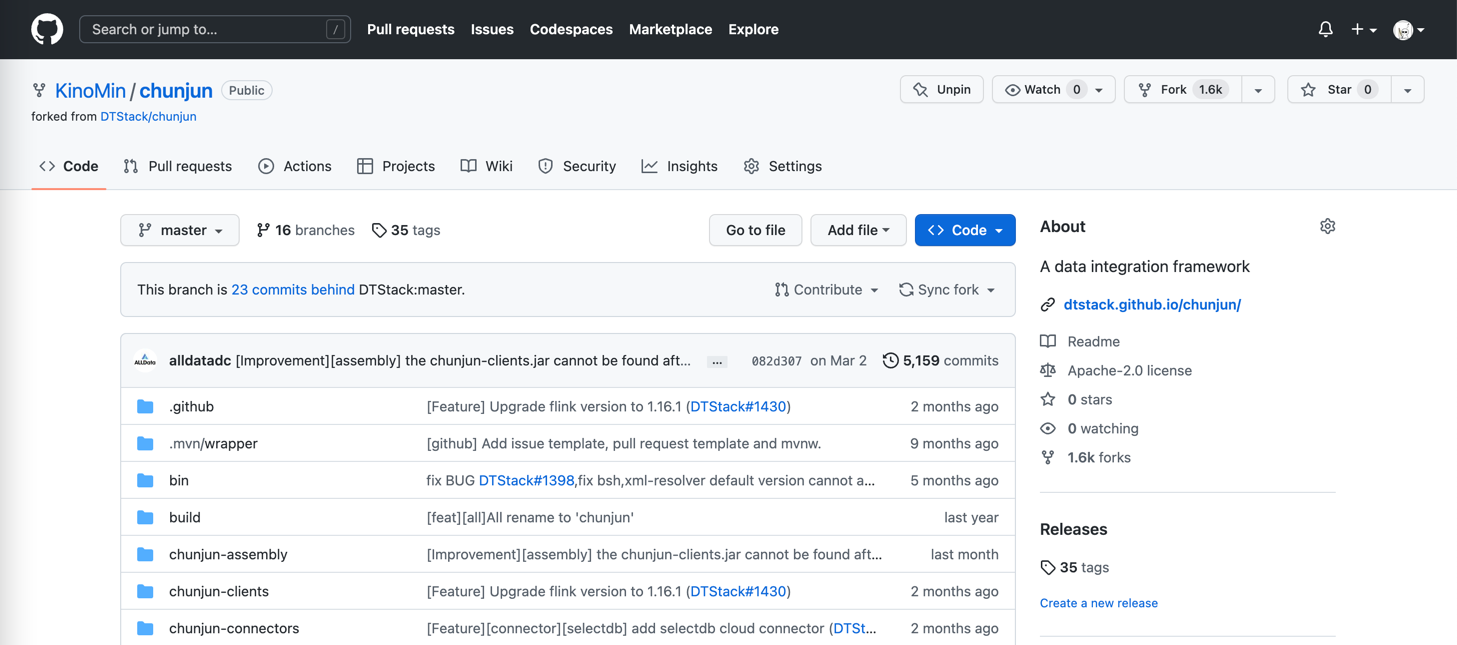 Search or jump to... / Pull requests Issues Codespaces Marketplace Explore
KinoMin / chunjun Public Unpin Watch 0 Fork 1.6k Star 0
forked from DTStack/chunjun
Code Pull requests Actions Projects Wiki Security Insights Settings
master 16 branches 35 tags Go to file Add file Code
This branch is 23 commits behind DTStack:master. Contribute Sync fork
ALLData alldatadc [Improvement][assembly] the chunjun-clients.jar cannot be found aft... ... 082d307 on Mar 2 5,159 commits
.github [Feature] Upgrade flink version to 1.16.1 (DTStack#1430) 2 months ago
.mvn/wrapper [github] Add issue template, pull request template and mvnw. 9 months ago
bin fix BUG DTStack#1398,fix bsh,xml-resolver default version cannot a... 5 months ago
build [feat][all]All rename to 'chunjun' last year
chunjun-assembly [Improvement][assembly] the chunjun-clients.jar cannot be found aft... last month
chunjun-clients [Feature] Upgrade flink version to 1.16.1 (DTStack#1430) 2 months ago
chunjun-connectors [Feature][connector][selectdb] add selectdb cloud connector (DTSt... 2 months ago
About
A data integration framework
dtstack.github.io/chunjun/
Readme
Apache-2.0 license
0 stars
0 watching
1.6k forks
Releases
35 tags
Create a new release